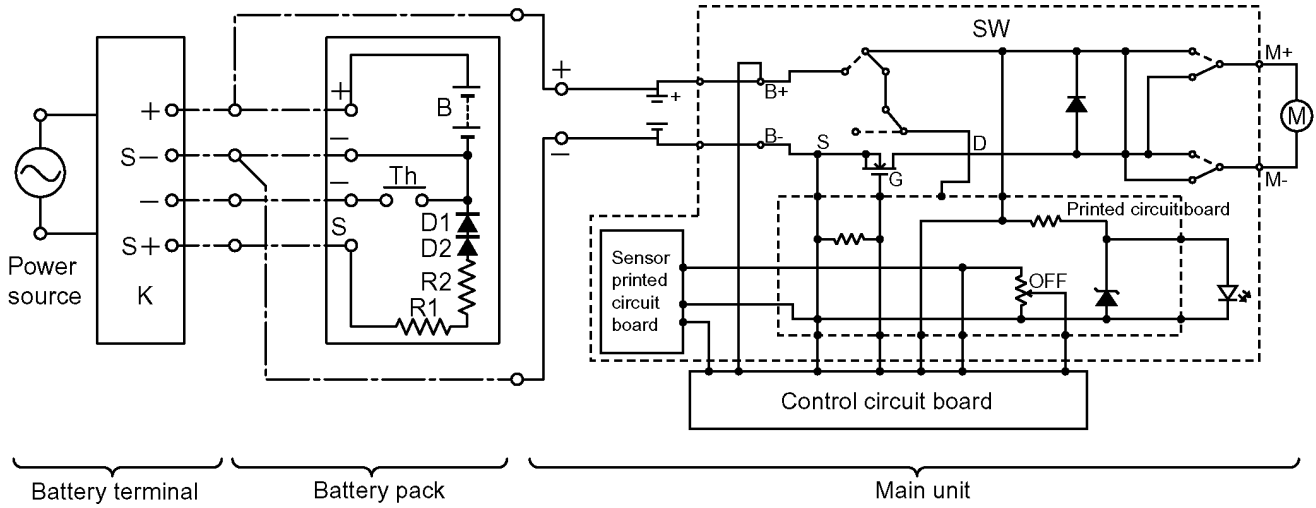 SW
M+
+
+
B+
+
+
B
M
S−
−
B-
S
D
−
−
−
Th
G
M-
S
D1
Printed circuit board
S+
D2
Power
source
Sensor
printed
circuit
board
R2
OFF
K
R1
Control circuit board
Battery terminal
Battery pack
Main unit